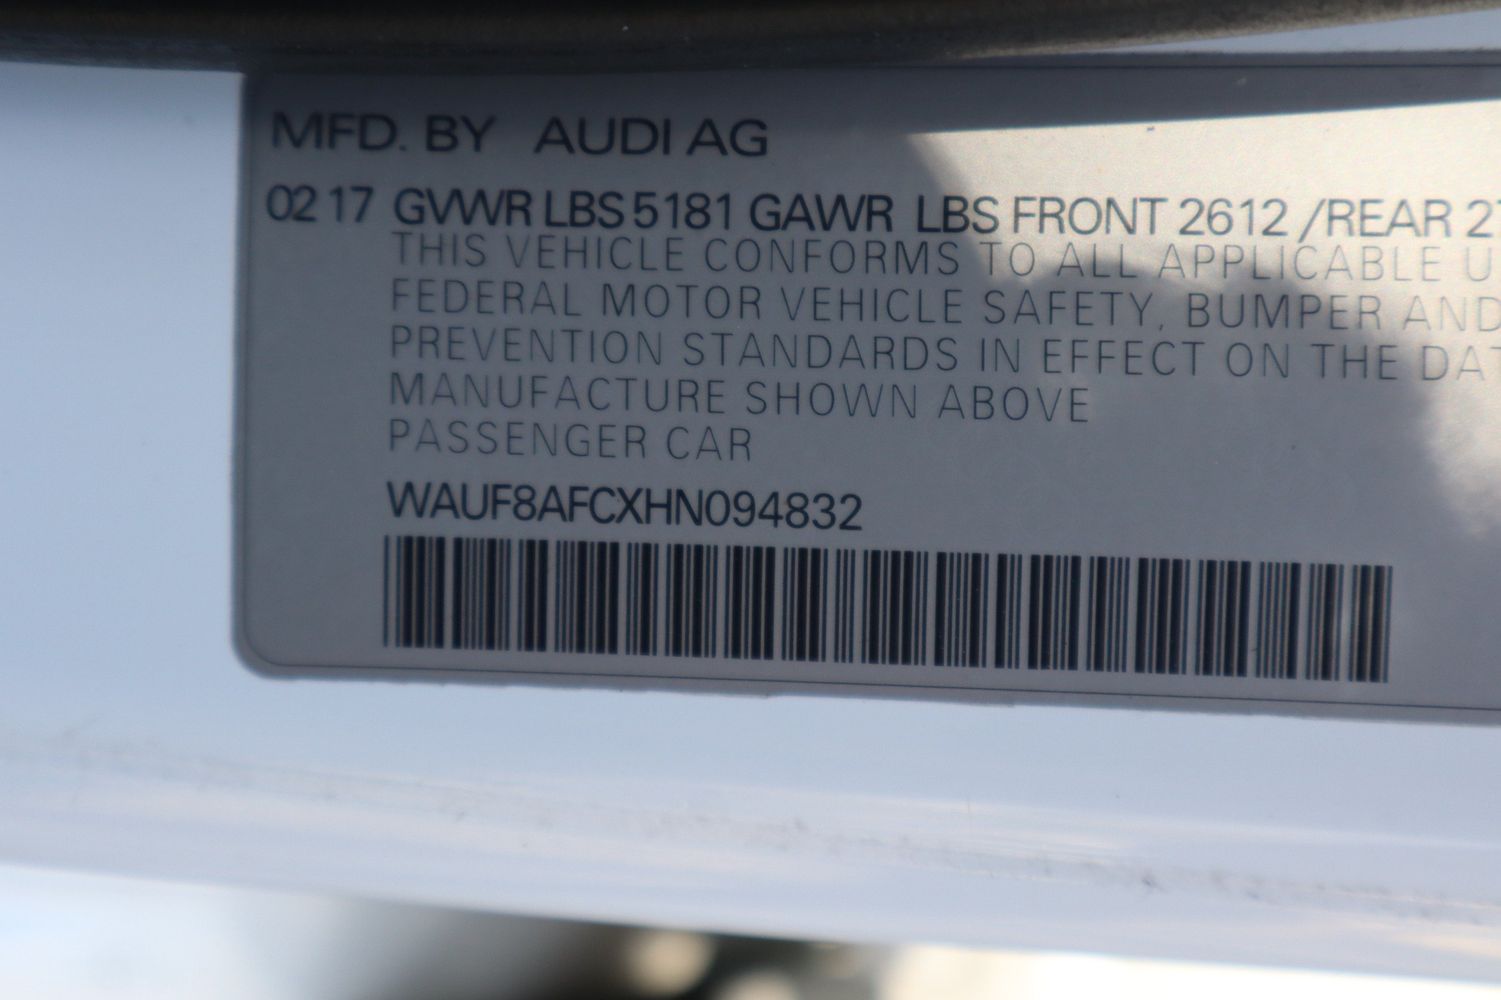 MFD. BY AUDI AG
02 17 GVWR LBS 5181 GAWR LBS FRONT 2612 /REAR
THIS VEHICLE CONFORMS TO ALL APPLICABLE
FEDERAL MOTOR VEHICLE SAFETY, BUMPER AND
PREVENTION STANDARDS IN EFFECT ON THE
MANUFACTURE SHOWN ABOVE
PASSENGER CAR
WAUF8AFCXHN094832